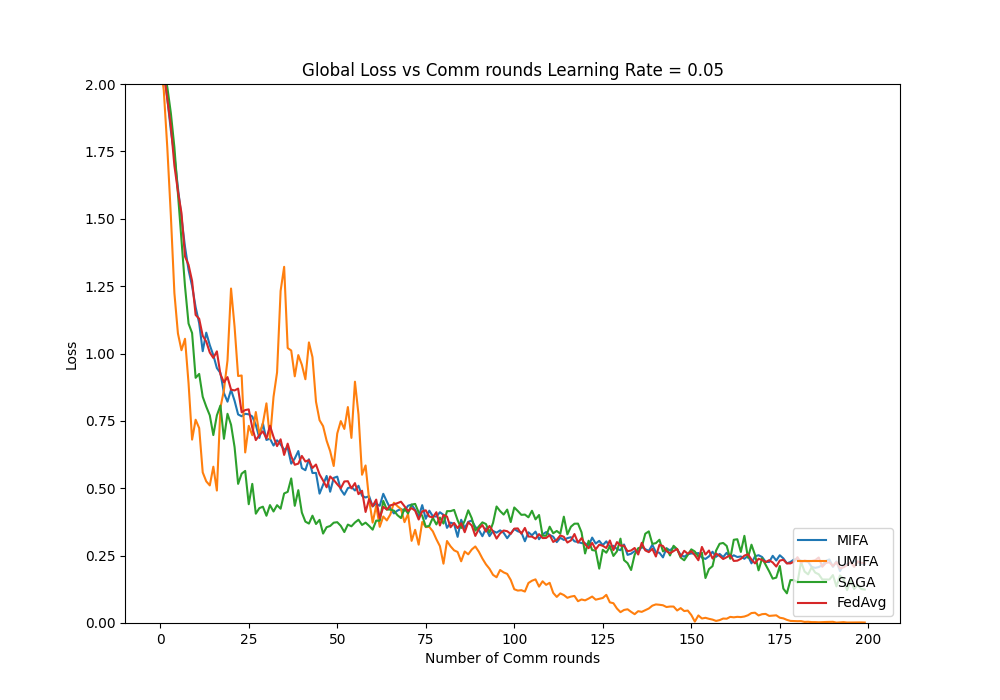 Global Loss vs Comm rounds Learning Rate = 0.05
2.00
1.75
1.50
1.25
1.00
0.75
0.50
0.25
0.00
Loss
MIFA
UMIFA
SAGA
FedAvg
0 25 50 75 100 125 150 175 200
Number of Comm rounds